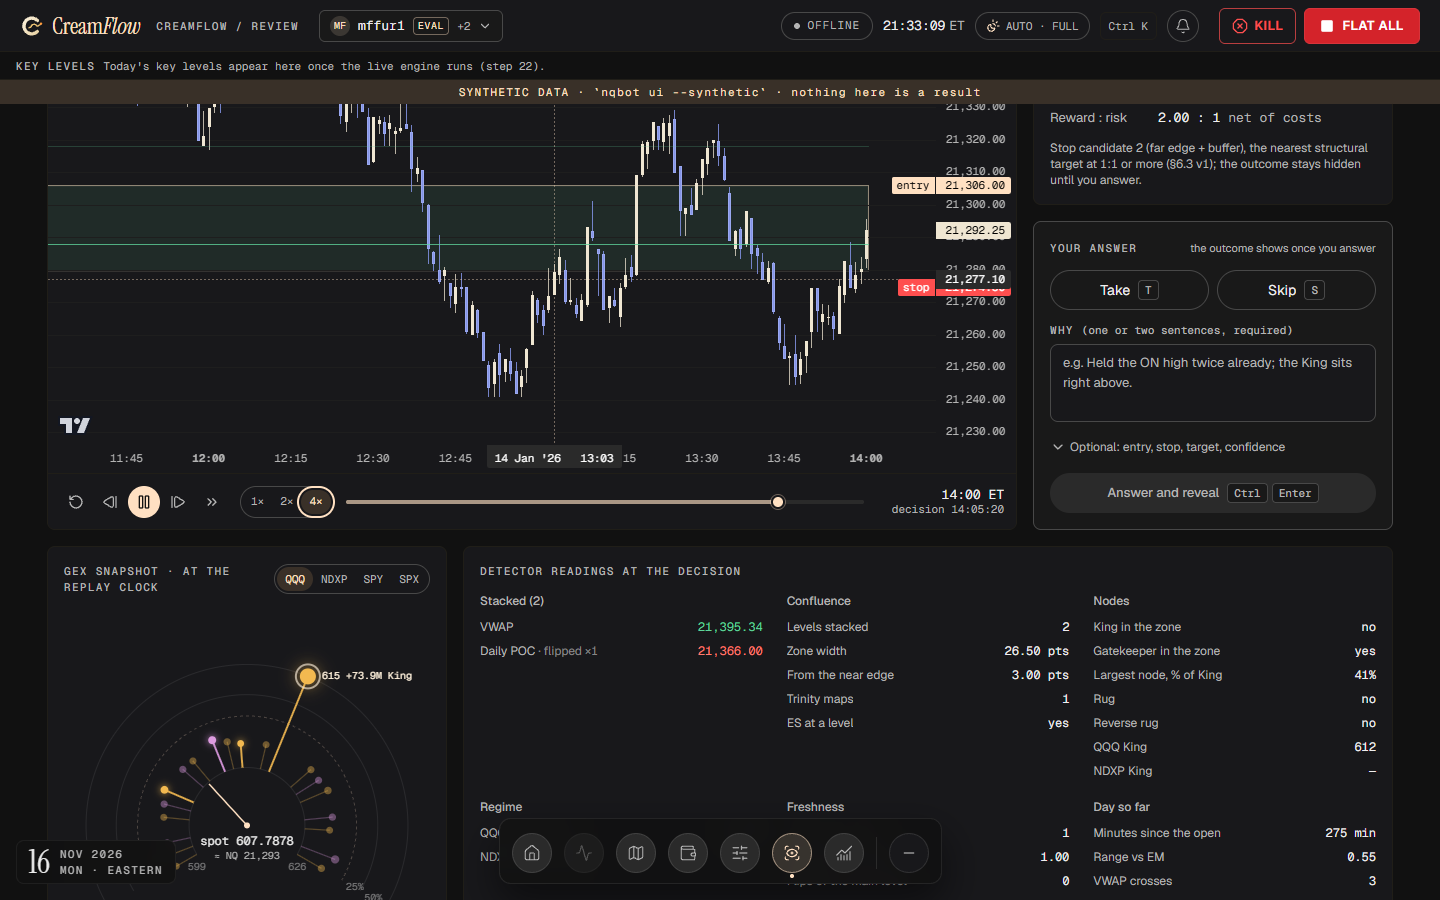 CreamFlow CREAMFLOW / REVIEW MF mffur1 EVAL +2 OFFLINE 21:33:09 ET AUTO · FULL Ctrl K KILL FLAT ALL
KEY LEVELS Today's key levels appear here once the live engine runs (step 22).
SYNTHETIC DATA · `nqbot ui --synthetic` · nothing here is a result
21,330.00
21,320.00
21,310.00
entry 21,306.00
21,300.00
21,292.25
21,280.00
21,277.10
stop
21,270.00
21,260.00
21,250.00
21,240.00
21,230.00
11:45 12:00 12:15 12:30 12:45 14 Jan '26 13:03 15 13:30 13:45 14:00
1× 2× 4× 14:00 ET
decision 14:05:20
Reward : risk 2.00 : 1 net of costs
Stop candidate 2 (far edge + buffer), the nearest structural
target at 1:1 or more (§6.3 v1); the outcome stays hidden
until you answer.
YOUR ANSWER the outcome shows once you answer
Take T Skip S
WHY (one or two sentences, required)
e.g. Held the ON high twice already; the King sits
right above.
Optional: entry, stop, target, confidence
Answer and reveal Ctrl Enter
GEX SNAPSHOT · AT THE
REPLAY CLOCK
QQQ NDXP SPY SPX
615 +73.9M King
spot 607.7878
≈ NQ 21,293
599 626
25%
50%
DETECTOR READINGS AT THE DECISION
Stacked (2)
VWAP 21,395.34
Daily POC · flipped ×1 21,366.00
Confluence
Levels stacked 2
Zone width 26.50 pts
From the near edge 3.00 pts
Trinity maps 1
ES at a level yes
Nodes
King in the zone no
Gatekeeper in the zone yes
Largest node, % of King 41%
Rug no
Reverse rug no
QQQ King 612
NDXP King –
Regime
Freshness
1
1.00
0
Day so far
Minutes since the open 275 min
Range vs EM 0.55
VWAP crosses 3
16 NOV 2026
MON · EASTERN